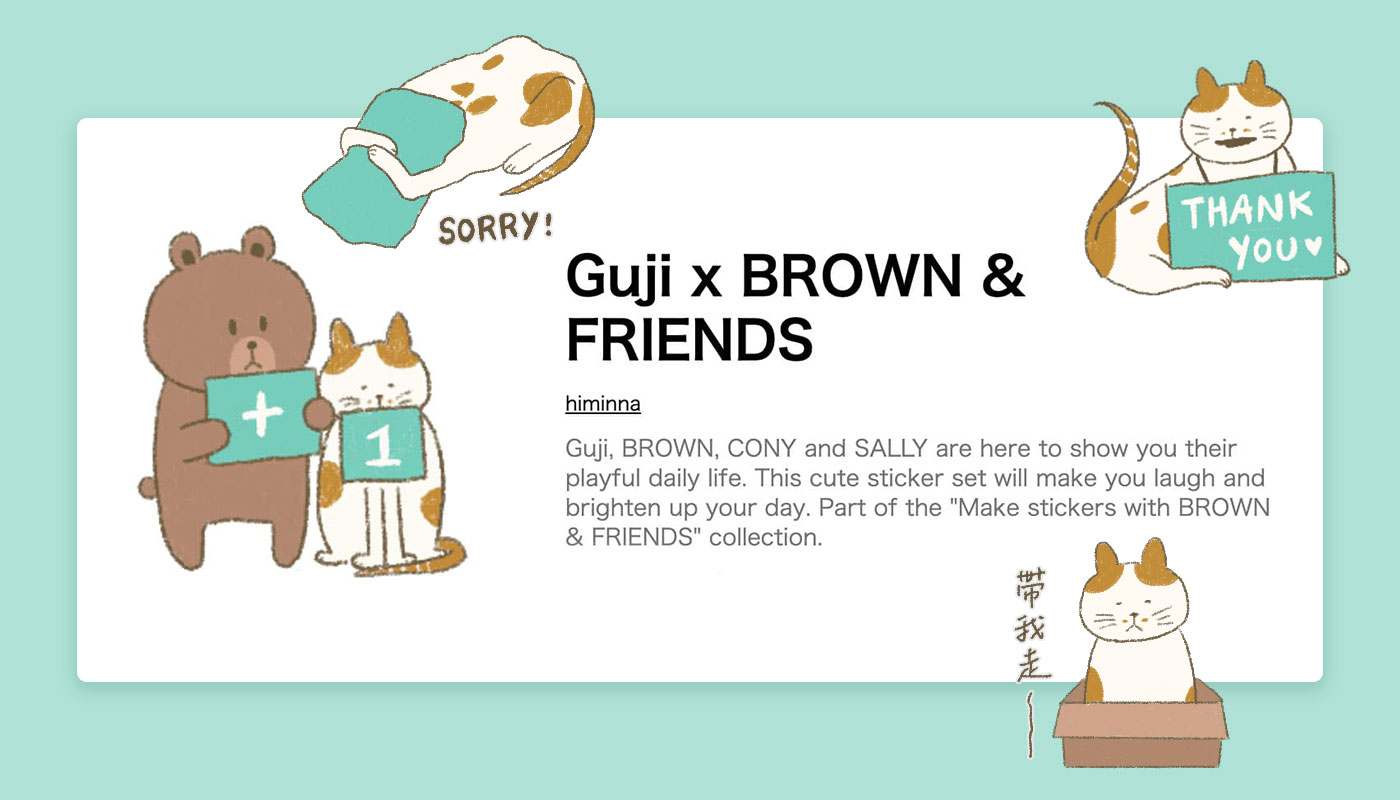 SORRY!
THANK
YOU♥
Guji x BROWN &
FRIENDS
+
1
himinna
Guji, BROWN, CONY and SALLY are here to show you their
playful daily life. This cute sticker set will make you laugh and
brighten up your day. Part of the "Make stickers with BROWN
& FRIENDS" collection.
帶我走~